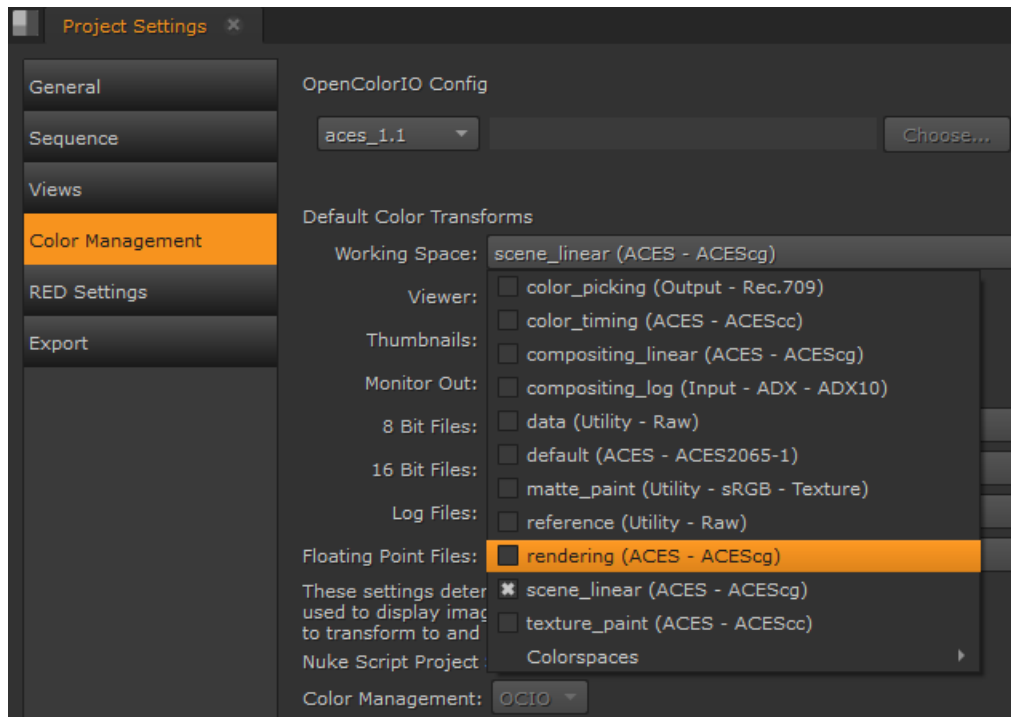 Project Settings
General
Sequence
Views
Color Management
RED Settings
Export
OpenColorIO Config
aces_1.1
Choose...
Default Color Transforms
Working Space: scene_linear (ACES - ACEScg)
Viewer:
Thumbnails:
Monitor Out:
8 Bit Files:
16 Bit Files:
Log Files:
Floating Point Files:
color_picking (Output - Rec.709)
color_timing (ACES - ACEScc)
compositing_linear (ACES - ACEScg)
compositing_log (Input - ADX - ADX10)
data (Utility - Raw)
default (ACES - ACES2065-1)
matte_paint (Utility - sRGB - Texture)
reference (Utility - Raw)
rendering (ACES - ACEScg)
scene_linear (ACES - ACEScg)
texture_paint (ACES - ACEScc)
Colorspaces
These settings deter
used to display imag
to transform to and
Nuke Script Project
Color Management: OCIO